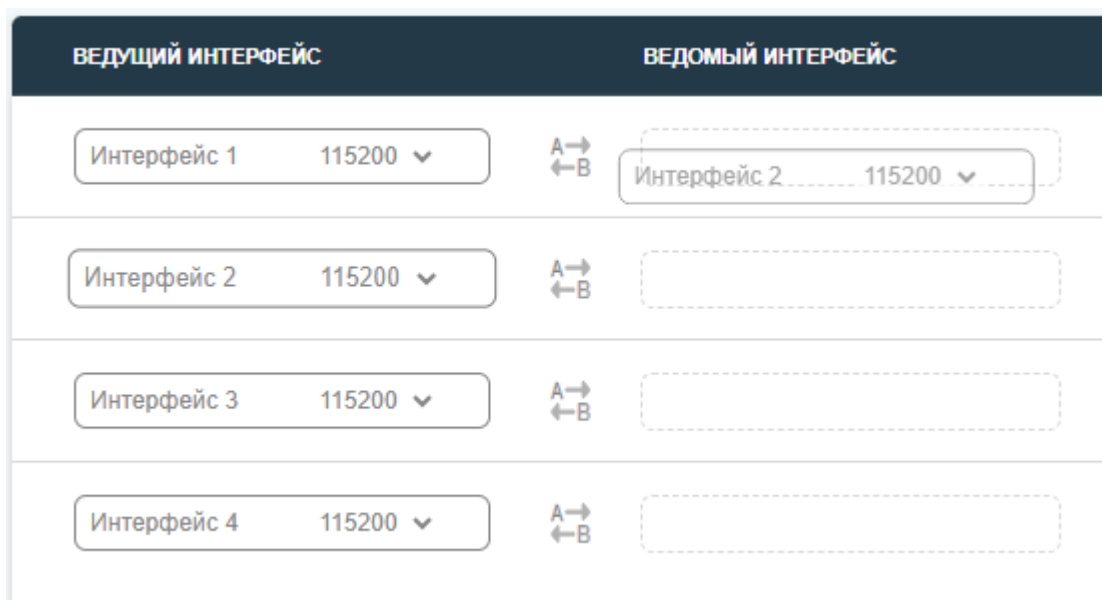 ВЕДУЩИЙ ИНТЕРФЕЙС ВЕДОМЫЙ ИНТЕРФЕЙС
Интерфейс 1 115200 A B Интерфейс 2 115200
Интерфейс 2 115200 A B
Интерфейс 3 115200 A B
Интерфейс 4 115200 A B